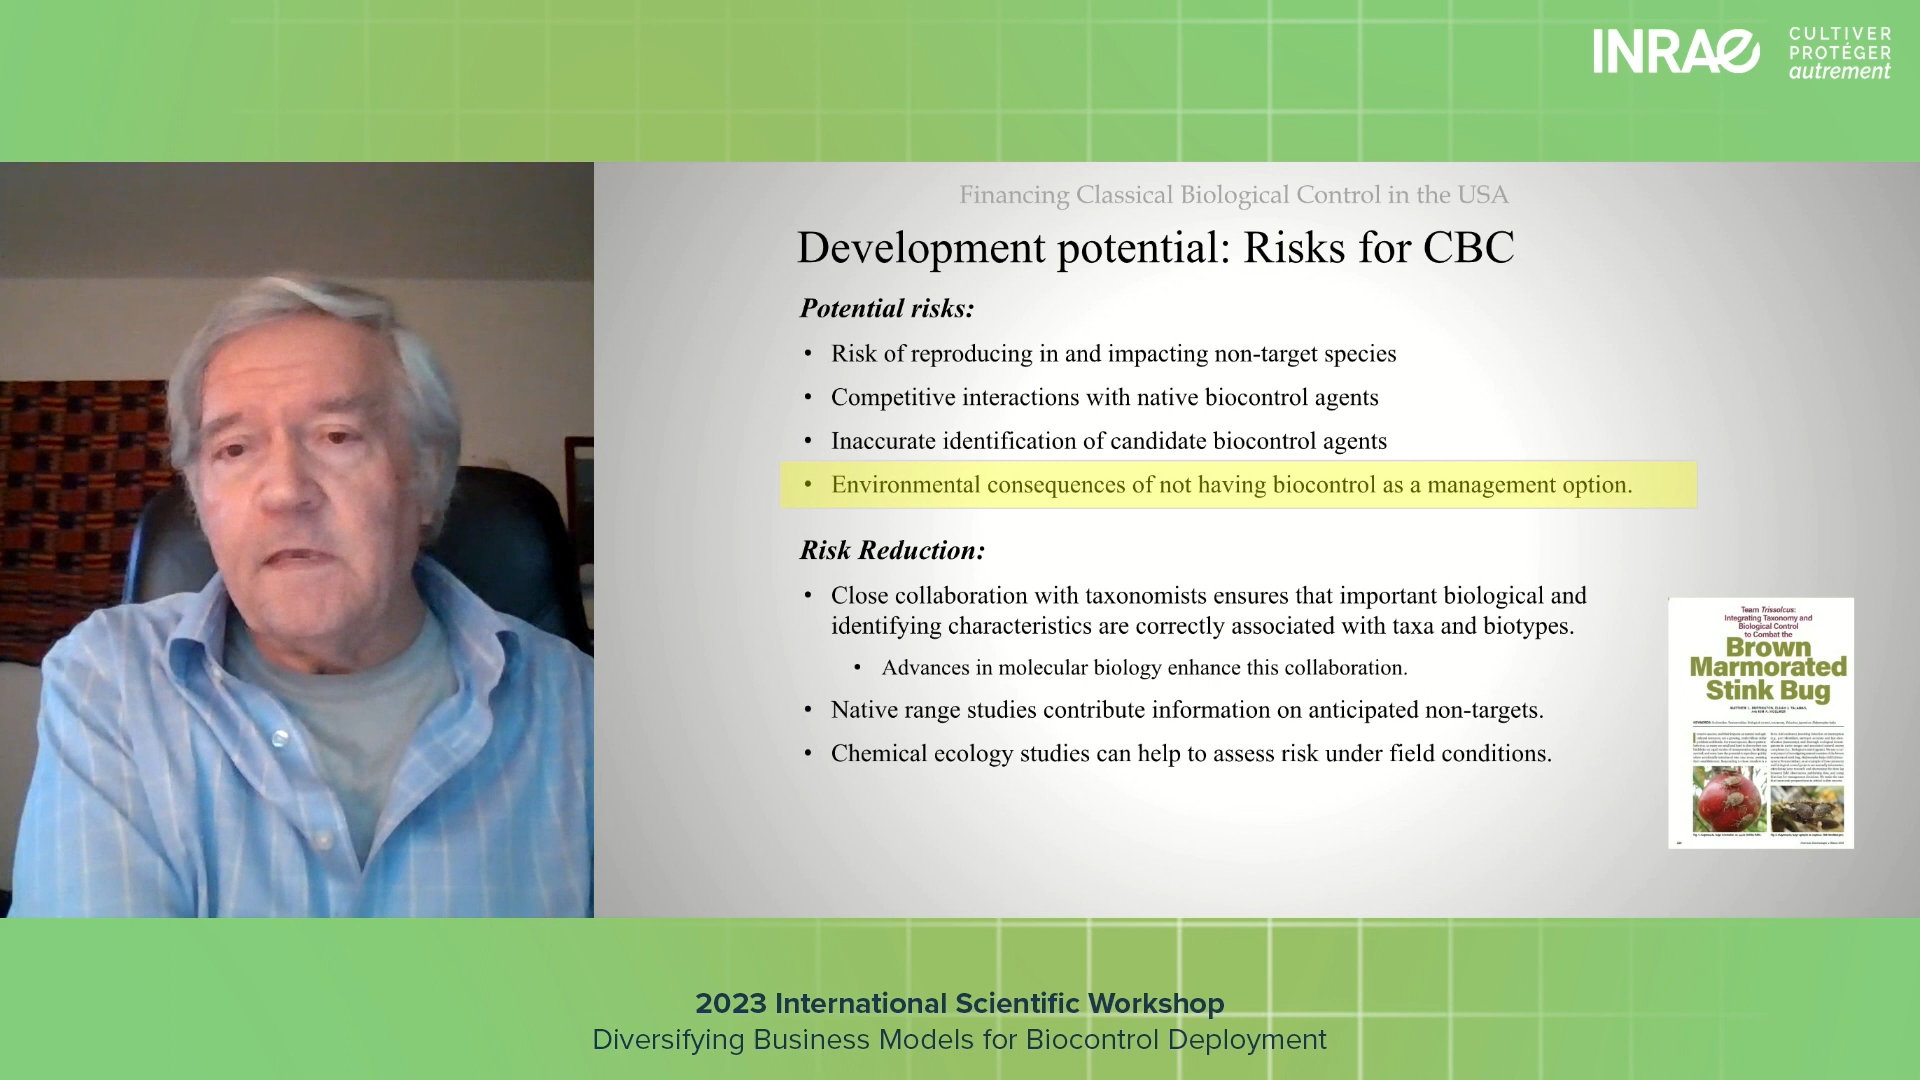 INRAE
CULTIVER
PROTÉGER
autrement
Financing Classical Biological Control in the USA
Development potential: Risks for CBC
Potential risks:
• Risk of reproducing in and impacting non-target species
• Competitive interactions with native biocontrol agents
• Inaccurate identification of candidate biocontrol agents
• Environmental consequences of not having biocontrol as a management option.
Risk Reduction:
• Close collaboration with taxonomists ensures that important biological and
identifying characteristics are correctly associated with taxa and biotypes.
• Advances in molecular biology enhance this collaboration.
• Native range studies contribute information on anticipated non-targets.
• Chemical ecology studies can help to assess risk under field conditions.
Team Trissolcus:
Integrating Taxonomy and
Biological Control
to Combat the
Brown
Marmorated
Stink Bug
2023 International Scientific Workshop
Diversifying Business Models for Biocontrol Deployment